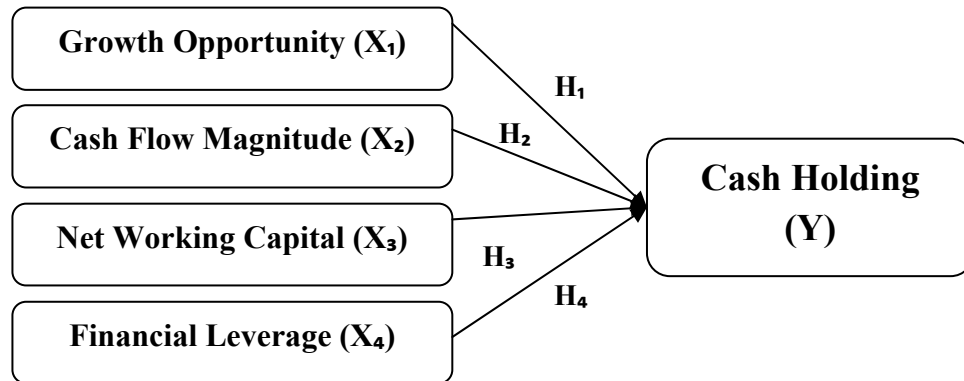 Growth Opportunity (X₁)
H₁
Cash Flow Magnitude (X₂)
H₂
Cash Holding
(Y)
Net Working Capital (X₃)
H₃
H₄
Financial Leverage (X₄)